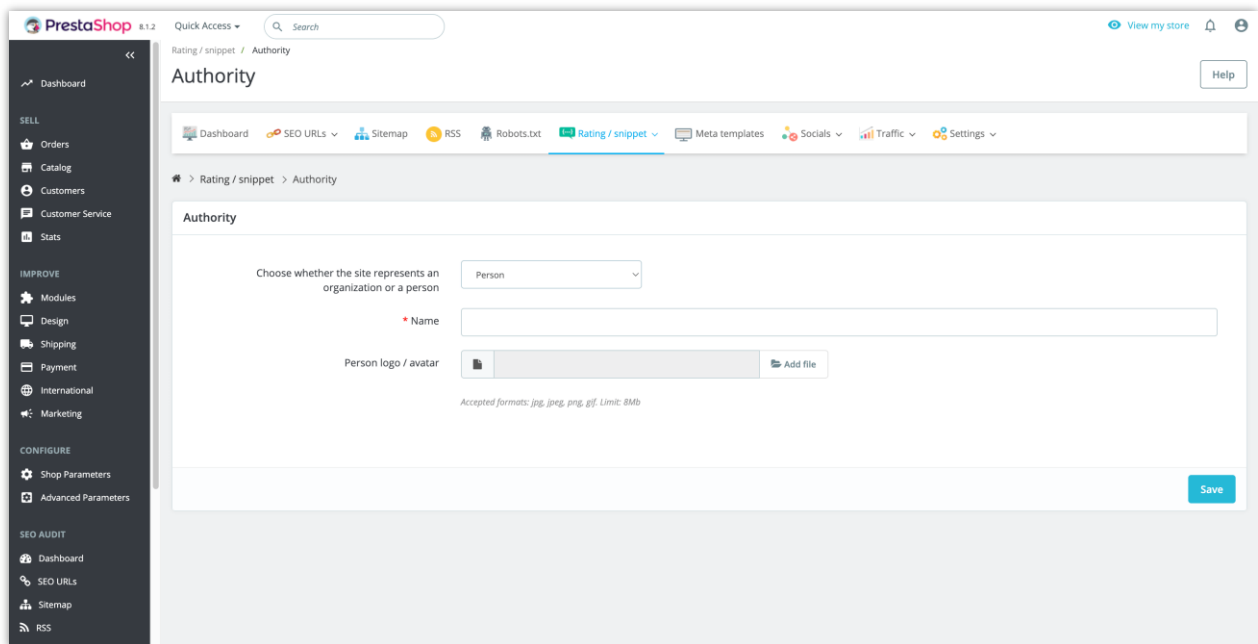 PrestaShop 8.1.2 Quick Access Search View my store
Rating / snippet / Authority
Authority
Help
Dashboard
SELL
Orders
Catalog
Customers
Customer Service
Stats
IMPROVE
Modules
Design
Shipping
Payment
International
Marketing
CONFIGURE
Shop Parameters
Advanced Parameters
SEO AUDIT
Dashboard
SEO URLs
Sitemap
RSS
Dashboard SEO URLs Sitemap RSS Robots.txt Rating / snippet Meta templates Socials Traffic Settings
> Rating / snippet > Authority
Authority
Choose whether the site represents an
organization or a person
Person
* Name
Person logo / avatar
Add file
Accepted formats: jpg, jpeg, png, gif. Limit: 8Mb
Save